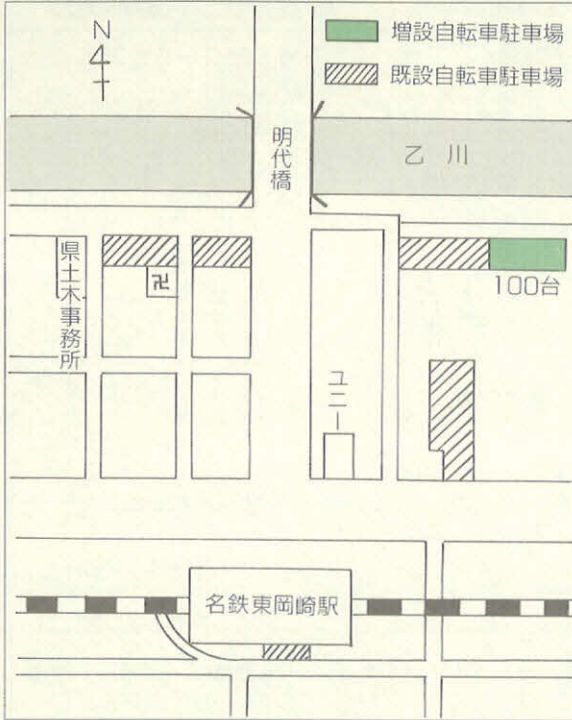 N
増設自転車駐車場
既設自転車駐車場
明代橋
乙川
県土木事務所
卍
100台
ユニー
名鉄東岡崎駅